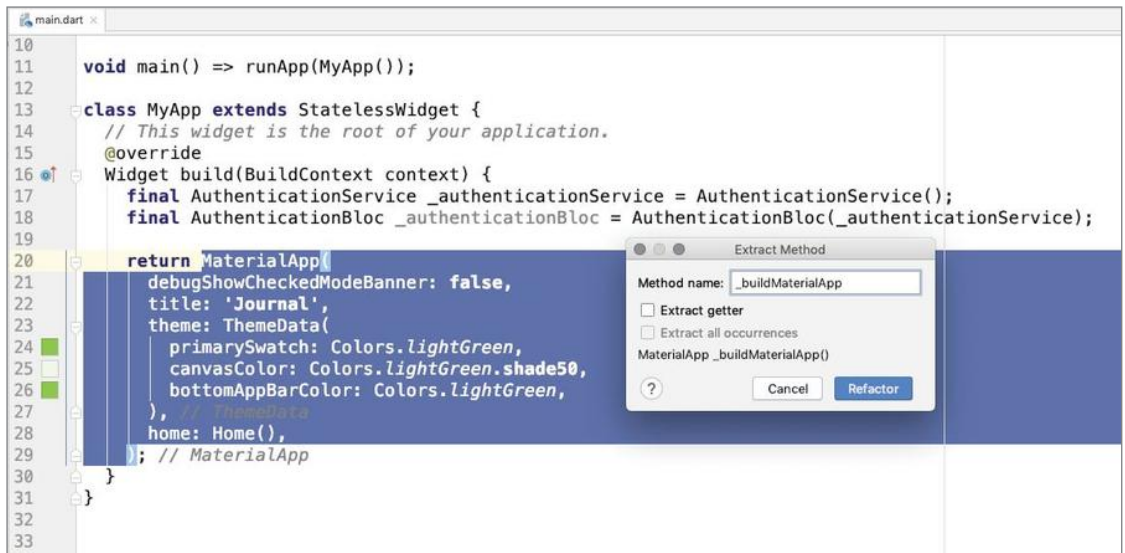 main.dart
10
11 void main() => runApp(MyApp());
12
13 class MyApp extends StatelessWidget {
14 // This widget is the root of your application.
15 @override
16 Widget build(BuildContext context) {
17 final AuthenticationService _authenticationService = AuthenticationService();
18 final AuthenticationBloc _authenticationBloc = AuthenticationBloc(_authenticationService);
19
20 return MaterialApp(
21 debugShowCheckedModeBanner: false,
22 title: 'Journal',
23 theme: ThemeData(
24 primarySwatch: Colors.lightGreen,
25 canvasColor: Colors.lightGreen.shade50,
26 bottomAppBarColor: Colors.lightGreen,
27 ), // ThemeData
28 home: Home(),
29 ); // MaterialApp
30 }
31 }
32
33
Extract Method
Method name: _buildMaterialApp
Extract getter
Extract all occurrences
MaterialApp _buildMaterialApp()
? Cancel Refactor